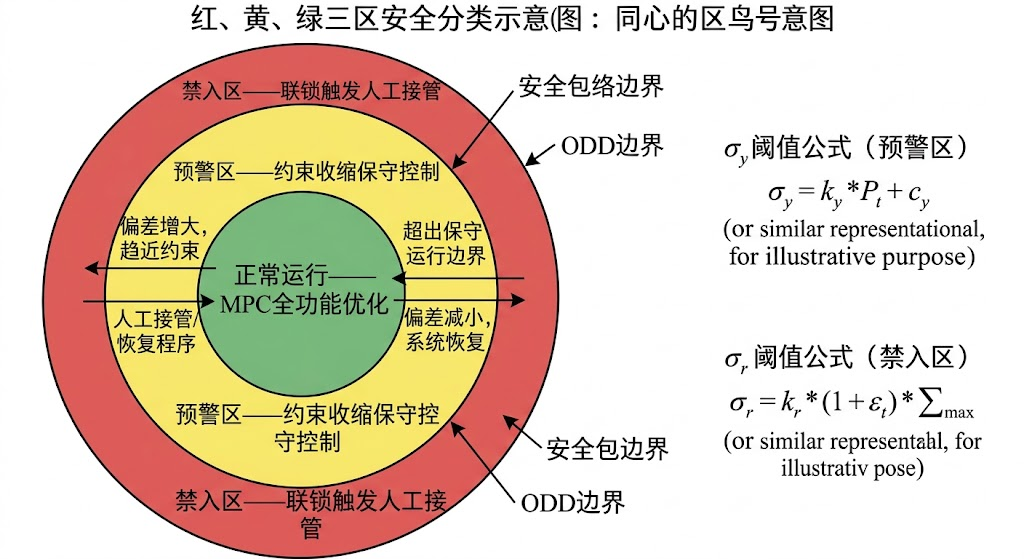 红、黄、绿三区安全分类示意(图： 同心的区鸟号意图
禁入区——联锁触发人工接管
安全包络边界
ODD边界
预警区——约束收缩保守控制
偏差增大，
趋近约束
超出保守
运行边界
正常运行——
MPC全功能优化
人工接管/
恢复程序
偏差减小，
系统恢复
预警区——约束收缩保守控
守控制
安全包边界
ODD边界
禁入区——联锁触发人工接
管
σy 阈值公式（预警区）
σy = ky *Pt + cy
(or similar representational,
for illustrative purpose)
σr 阈值公式（禁入区）
σr = kr * (1 + εt) * ∑max
(or similar representahl, for
illustrativ pose)